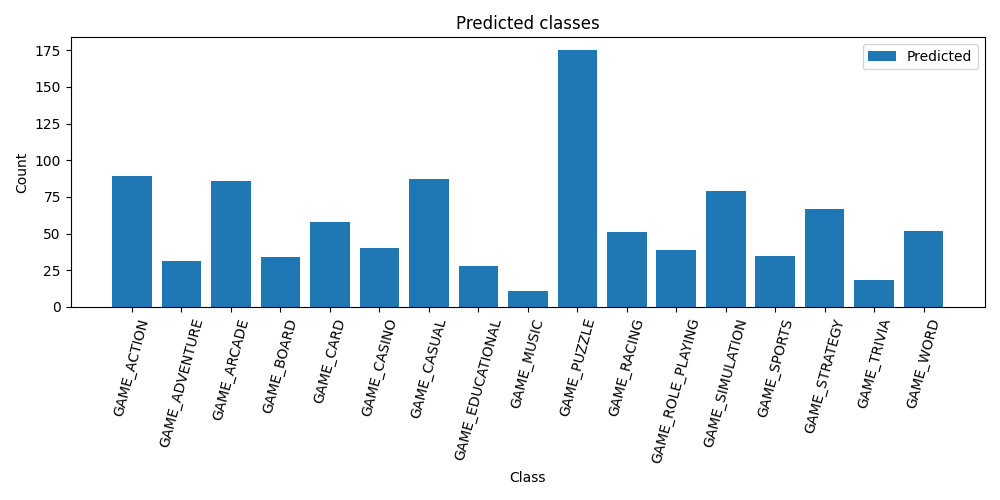 Predicted classes
Predicted
Count
175
150
125
100
75
50
25
0
GAME_ACTION
GAME_ADVENTURE
GAME_ARCADE
GAME_BOARD
GAME_CARD
GAME_CASINO
GAME_CASUAL
GAME_EDUCATIONAL
GAME_MUSIC
GAME_PUZZLE
GAME_RACING
GAME_ROLE_PLAYING
GAME_SIMULATION
GAME_SPORTS
GAME_STRATEGY
GAME_TRIVIA
GAME_WORD
Class